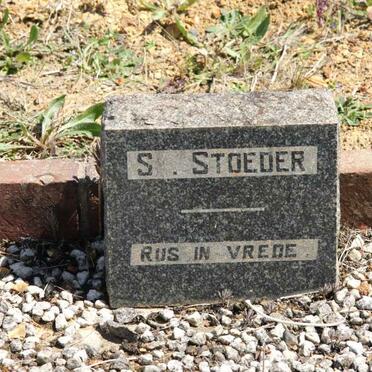 S . STOEDER
RUS IN VREDE